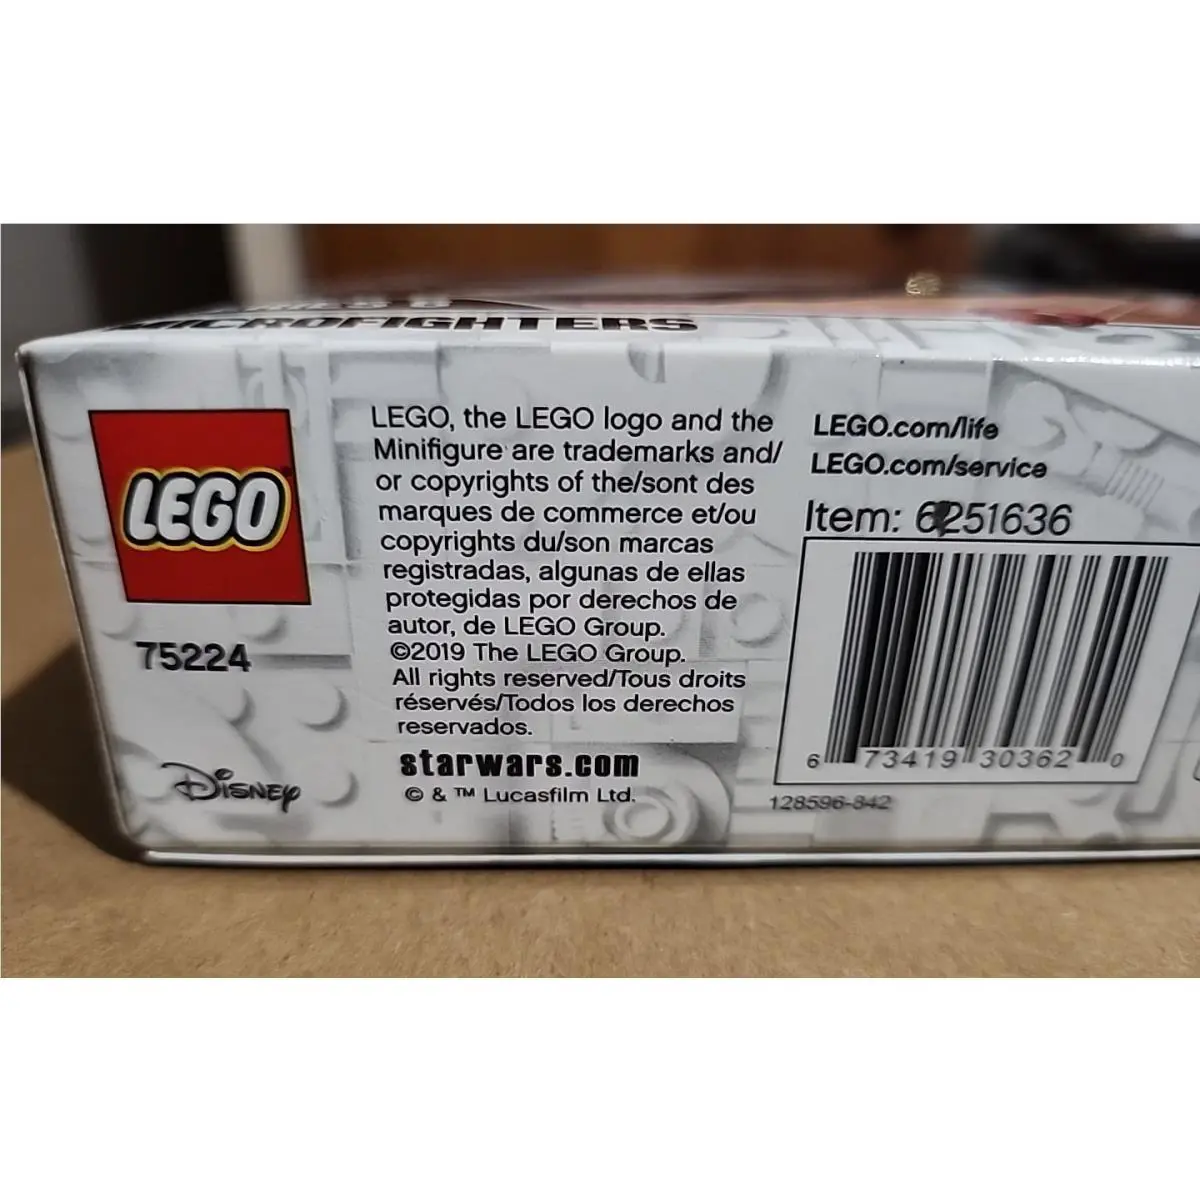 MICROFIGHTERS
LEGO
75224
Disney
LEGO, the LEGO logo and the
Minifigure are trademarks and/
or copyrights of the/sont des
marques de commerce et/ou
copyrights du/son marcas
registradas, algunas de ellas
protegidas por derechos de
autor, de LEGO Group.
©2019 The LEGO Group.
All rights reserved/Tous droits
réservés/Todos los derechos
reservados.
starwars.com
© & ™ Lucasfilm Ltd.
LEGO.com/life
LEGO.com/service
Item: 6251636
6 73419 30362 0
128596-842